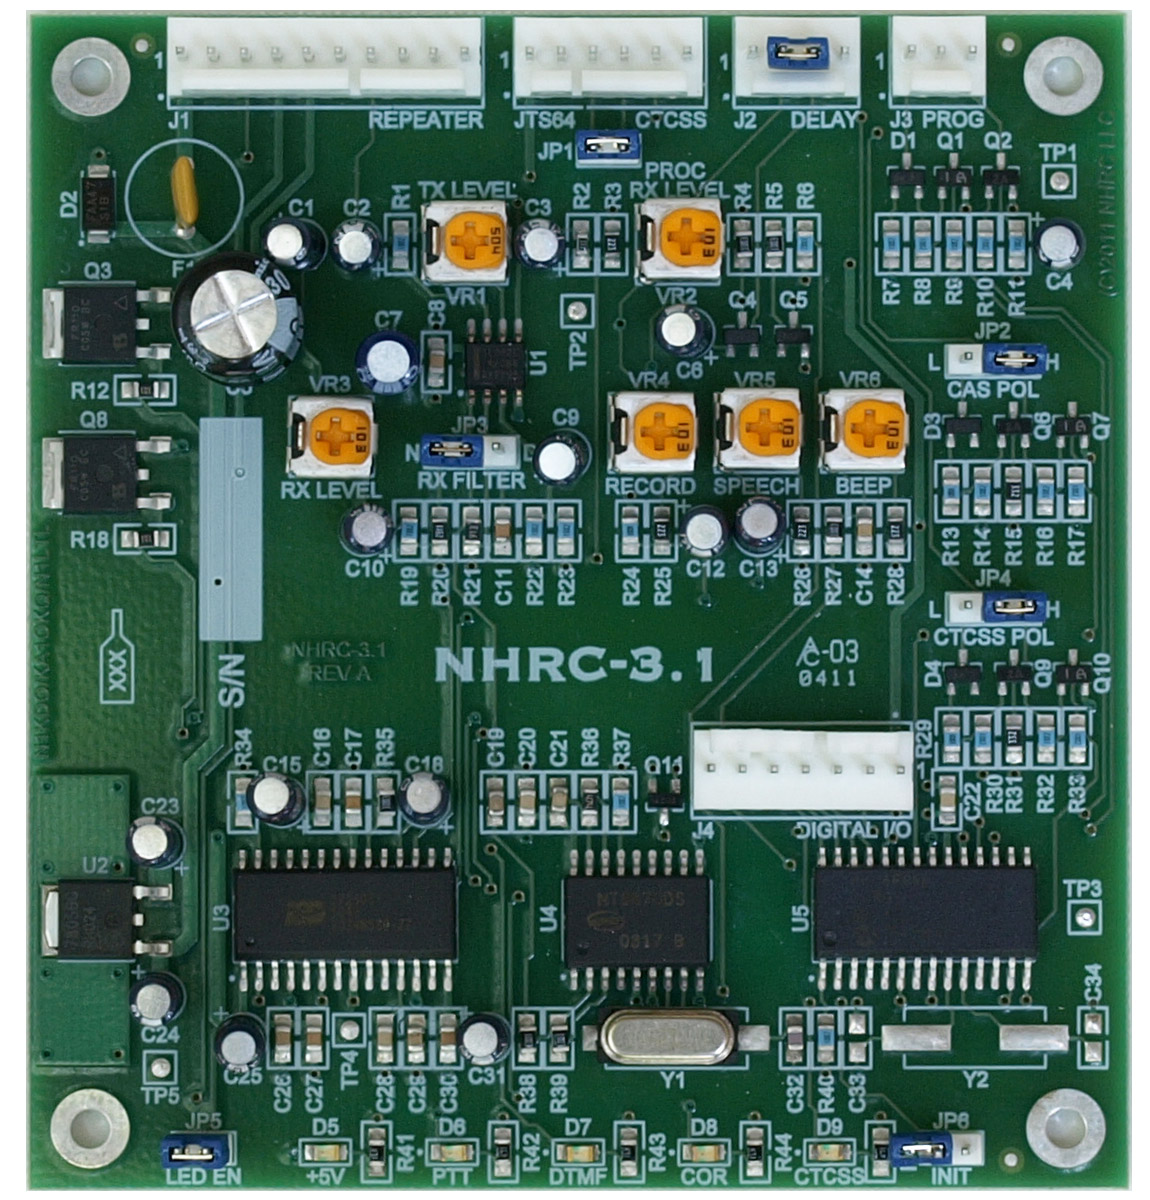 1 1 1 1
J1 REPEATER JTS64 CTCSS J2 DELAY J3 PROG
JP1 D1 Q1 Q2 TP1
PROC
D2 R1 TX LEVEL R2 R3 RX LEVEL R4 R5 R6
C1 C2 C3
F1
Q3 VR1 VR2 R7 R8 R9 R10 R11 C4
C4 C5
TP2
C7 C8 U1 C6 JP2
L H
R12 VR3 VR4 VR5 VR6 CAS POL
Q8 JP3 C9 D3 Q6 Q7
N D
RX LEVEL RX FILTER RECORD SPEECH BEEP
R18 C10 C12 C13 R13 R14 R15 R16 R17
R19 R20 R21 C11 R22 R23 R24 R25 R26 R27 C14 R28
JP4
L H
CTCSS POL
XXX S/N NHRC-3.1
REV A
NHRC-3.1
-03
0411
D4 Q9 Q10
R34 C15 C16 C17 R35 C18 C19 C20 C21 R36 R37 Q11 R29
C22 R30 R31 R32 R33
C23 J4 DIGITAL I/O
U2 U3 U4 U5 TP3
0317 B
C24 C34
TP5 C25 C26 C27 TP4 C28 C29 C30 C31 R38 R39 Y1 C32 R40 C33 Y2
JP5 D5 R41 D6 R42 D7 R43 D8 R44 D9 JP6
LED EN +5V PTT DTMF COR CTCSS INIT